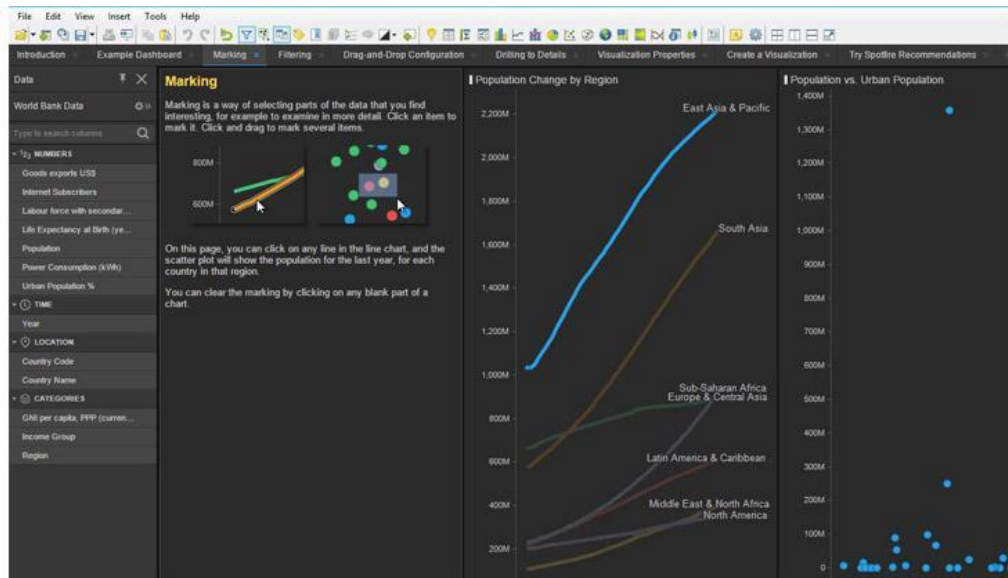 File Edit View Insert Tools Help
Introduction Example Dashboard Marking Filtering Drag-and-Drop Configuration Drilling to Details Visualization Properties Create a Visualization Try Spotfire Recommendations
Data
World Bank Data
Type to search columns
NUMBERS
Goods exports US$
Internet Subscribers
Labour force with secondar...
Life Expectancy at Birth (ye...
Population
Power Consumption (kWh)
Urban Population %
TIME
Year
LOCATION
Country Code
Country Name
CATEGORIES
GNI per capita, PPP (curren...
Income Group
Region
Marking
Marking is a way of selecting parts of the data that you find
interesting, for example to examine in more detail. Click an item to
mark it. Click and drag to mark several items.
800M
600M
On this page, you can click on any line in the line chart, and the
scatter plot will show the population for the last year, for each
country in that region.
You can clear the marking by clicking on any blank part of a
chart.
Population Change by Region
2,200M
2,000M
1,800M
1,600M
1,400M
1,200M
1,000M
800M
600M
400M
200M
East Asia & Pacific
South Asia
Sub-Saharan Africa
Europe & Central Asia
Latin America & Caribbean
Middle East & North Africa
North America
Population vs. Urban Population
1,400M
1,300M
1,200M
1,100M
1,000M
900M
800M
700M
600M
500M
400M
300M
200M
100M
0